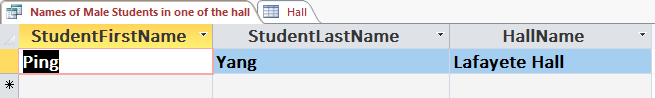 Names of Male Students in one of the hall Hall
StudentFirstName StudentLastName HallName
Ping Yang Lafayete Hall
*